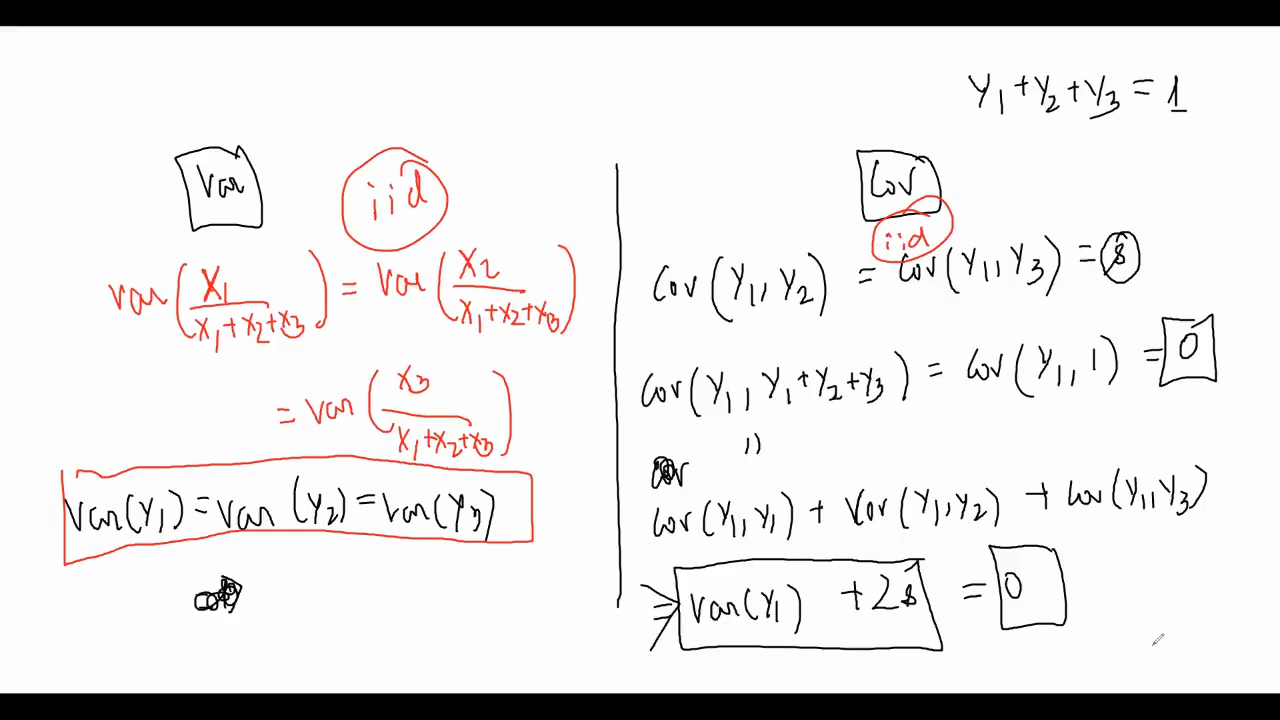 Y₁+Y₂+Y₃ = 1
Var
iid
var(X₁/(X₁+X₂+X₃)) = Var(X₂/(X₁+X₂+X₃))
= Var(X₃/(X₁+X₂+X₃))
Var(Y₁) = Var(Y₂) = Var(Y₃)
Cov
iid
Cov(Y₁, Y₂) = Cov(Y₁, Y₃) = s
Cov(Y₁, Y₁+Y₂+Y₃) = Cov(Y₁, 1) = 0
"
Cov(Y₁, Y₁) + Cov(Y₁, Y₂) + Cov(Y₁, Y₃)
⇒ Var(Y₁) + 2s = 0